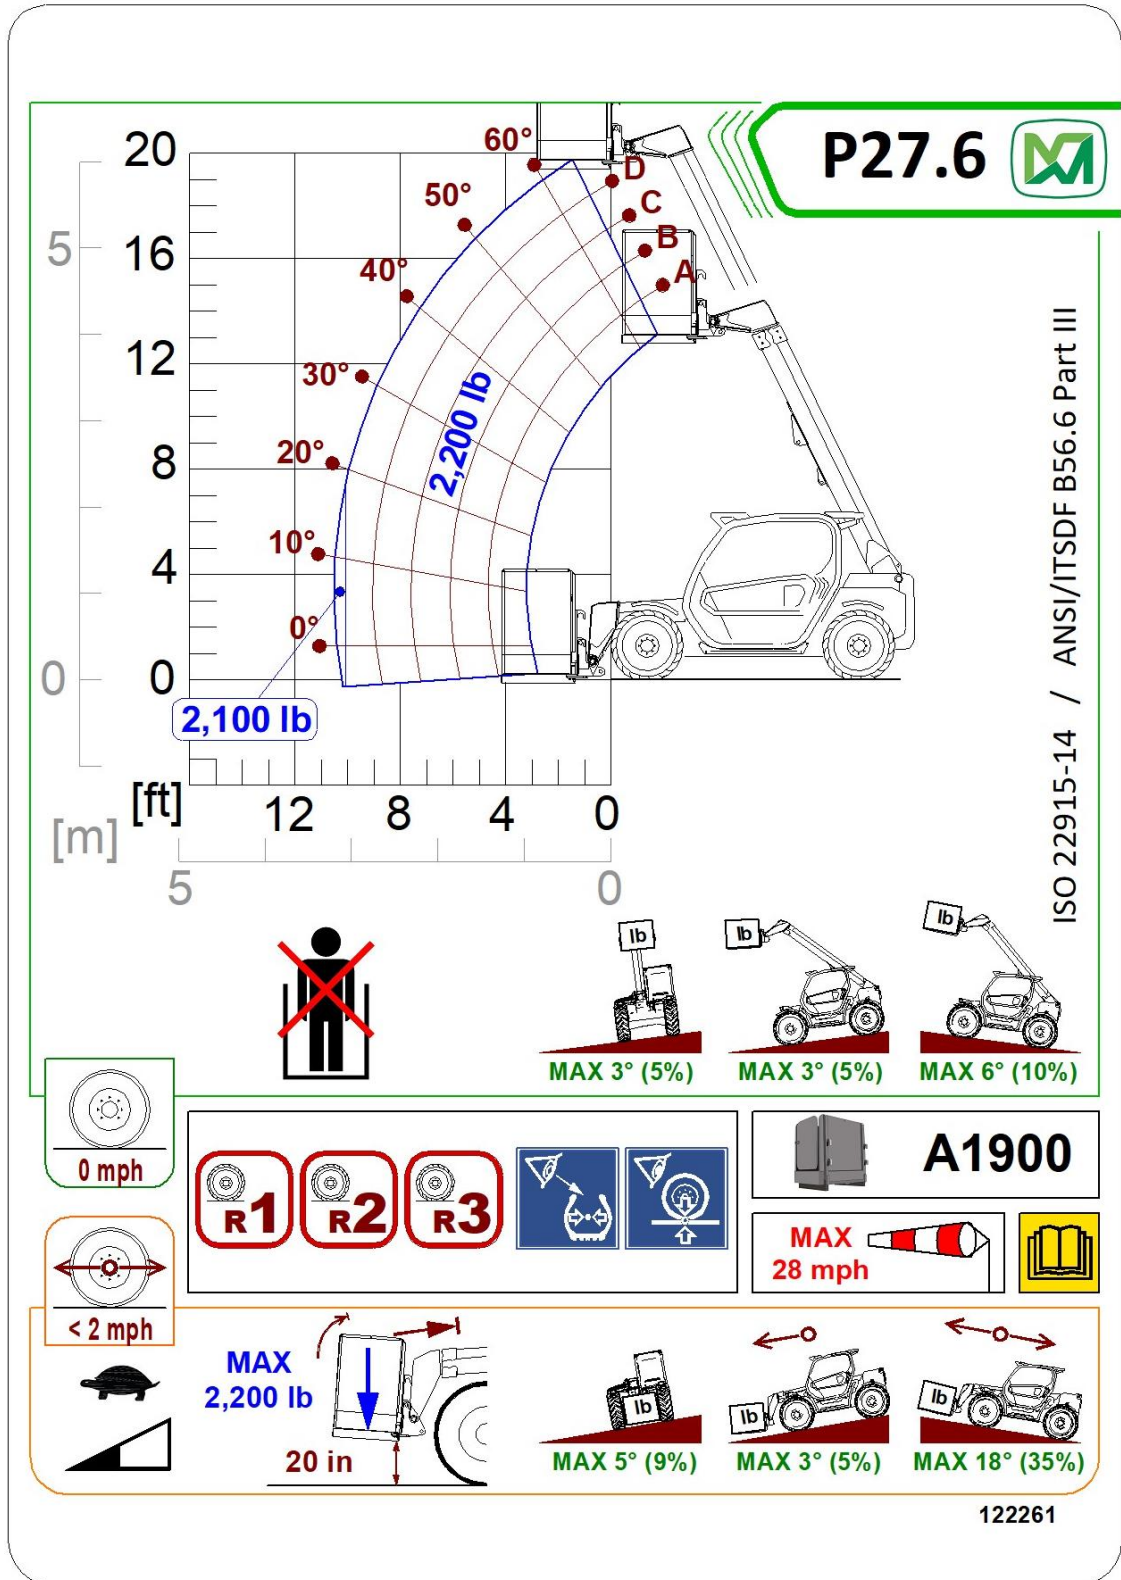 P27.6
60°
D
20
50°
C
B
5
16
40°
A
12
30°
2,200 lb
20°
8
10°
4
0°
0
0
2,100 lb
[ft]
12
8
4
0
[m]
5
0
ISO 22915-14 / ANSI/ITSDF B56.6 Part III
lb
lb
lb
MAX 3° (5%)
MAX 3° (5%)
MAX 6° (10%)
0 mph
R1
R2
R3
A1900
MAX
28 mph
< 2 mph
MAX
2,200 lb
20 in
lb
lb
lb
MAX 5° (9%)
MAX 3° (5%)
MAX 18° (35%)
122261